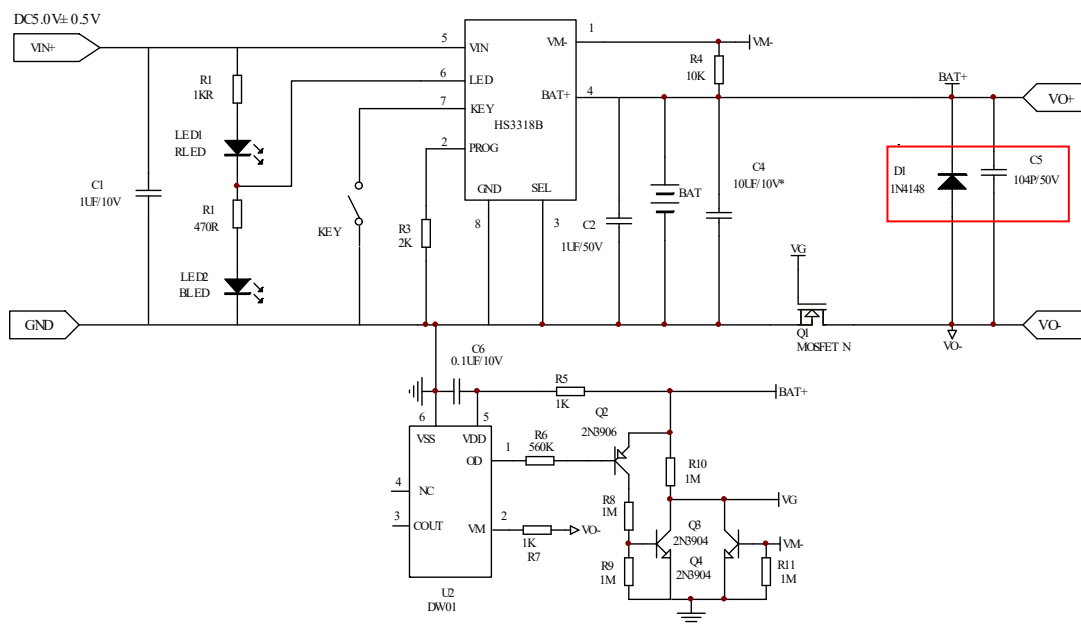 DC5.0V± 0.5V
VIN+
5
VIN
VM-
1
VM-
R1
1KR
6
LED
R4
10K
BAT+
7
KEY
BAT+
4
VO+
HS3318B
LED1
RLED
2
PROG
C1
1UF/10V
GND
SEL
BAT
C4
10UF/10V*
D1
1N4148
C5
104P/50V
R1
470R
KEY
R3
2K
8
3
C2
1UF/50V
VG
LED2
BLED
GND
Q1
MOSFET N
VO-
VO-
C6
0.1UF/10V
R5
1K
BAT+
6
5
Q2
2N3906
VSS
VDD
OD
1
R6
560K
R10
1M
4
NC
R8
1M
VG
3
COUT
VM
2
VO-
1K
R7
Q3
2N3904
Q4
2N3904
VM-
R9
1M
R11
1M
U2
DW01